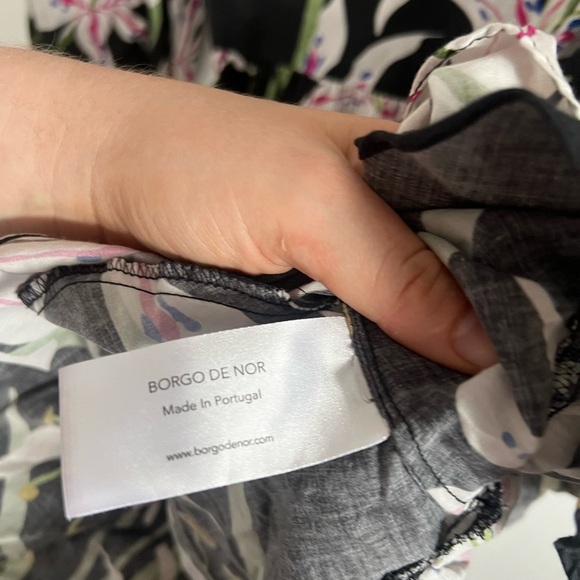 BORGO DE NOR
Made In Portugal
www.borgodenor.com